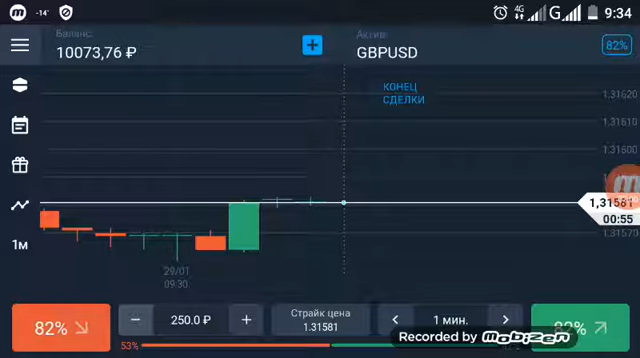 -14°
4G
G
9:34
Баланс:
10073,76 ₽
Актив:
GBPUSD
82%
КОНЕЦ
СДЕЛКИ
1.31620
1.31610
1.31600
1,31581
00:55
1.31570
1м
29/01
09:30
82%
250.0 ₽
Страйк цена
1.31581
1 мин.
82%
53%
Recorded by Mobizen